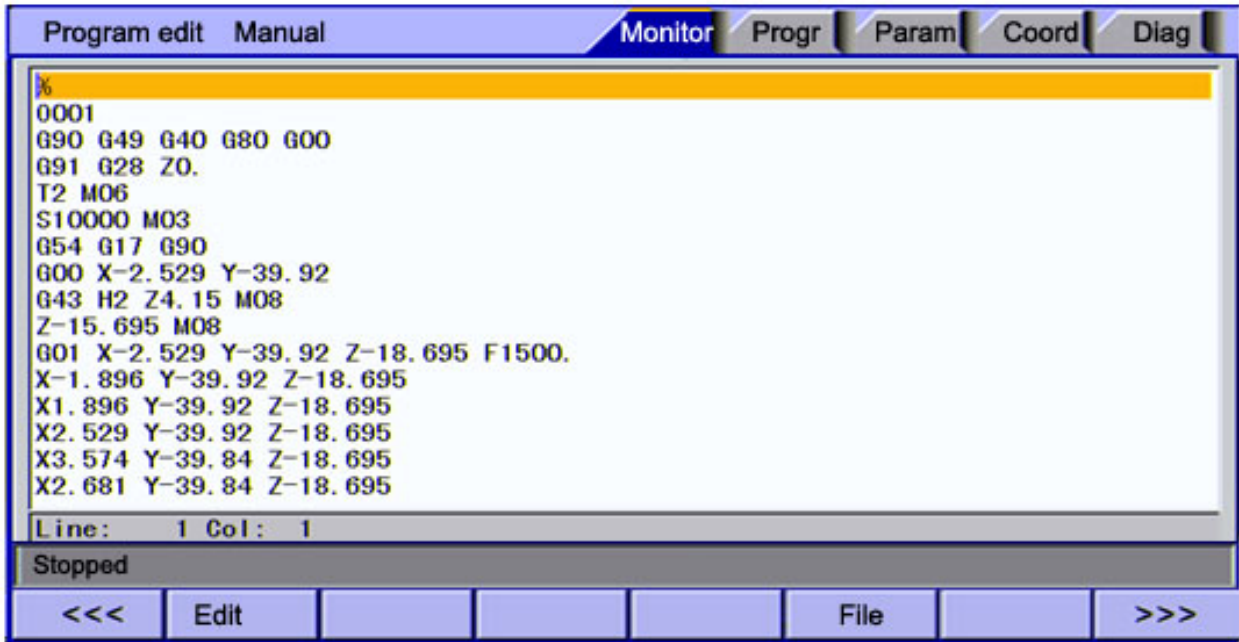 Program edit Manual Monitor Progr Param Coord Diag
%
O001
G90 G49 G40 G80 G00
G91 G28 Z0.
T2 M06
S10000 M03
G54 G17 G90
G00 X-2.529 Y-39.92
G43 H2 Z4.15 M08
Z-15.695 M08
G01 X-2.529 Y-39.92 Z-18.695 F1500.
X-1.896 Y-39.92 Z-18.695
X1.896 Y-39.92 Z-18.695
X2.529 Y-39.92 Z-18.695
X3.574 Y-39.84 Z-18.695
X2.681 Y-39.84 Z-18.695
Line: 1 Col: 1
Stopped
<<< Edit File >>>